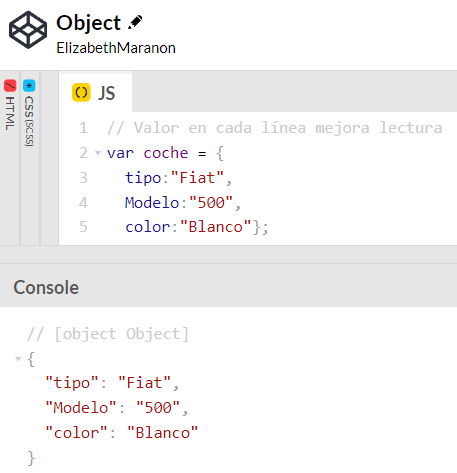 Object
ElizabethMaranon
HTML
CSS (SCSS)
() JS
1 // Valor en cada línea mejora lectura
2 var coche = {
3 tipo:"Fiat",
4 Modelo:"500",
5 color:"Blanco"};
Console
// [object Object]
{
"tipo": "Fiat",
"Modelo": "500",
"color": "Blanco"
}